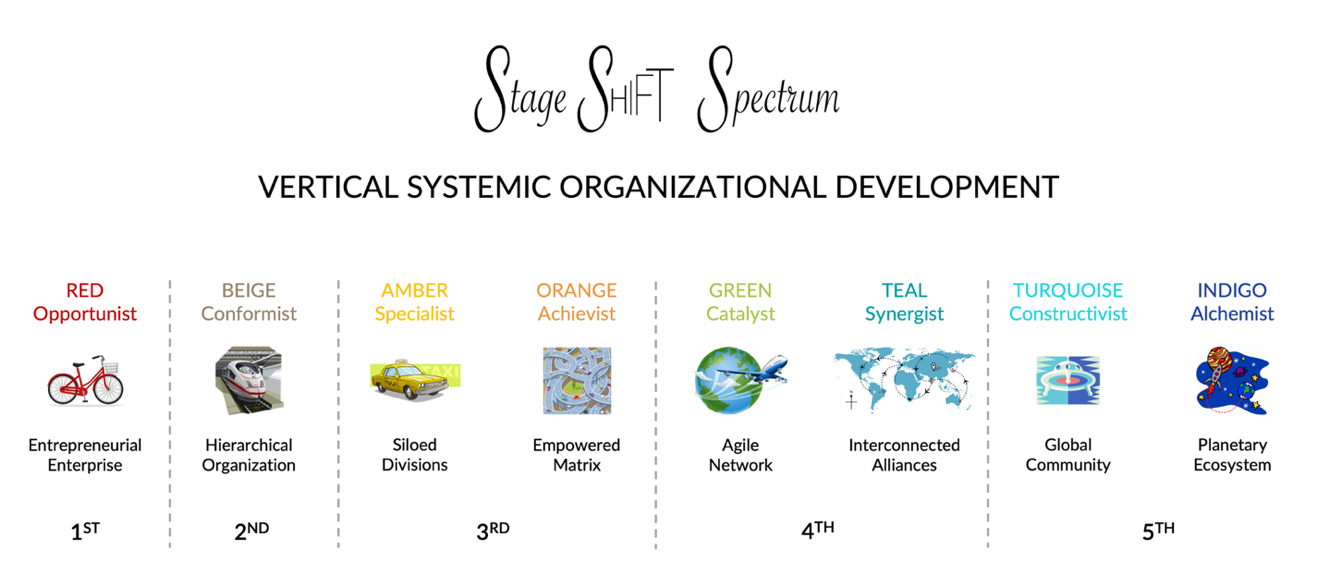 Stage SHIFT Spectrum
VERTICAL SYSTEMIC ORGANIZATIONAL DEVELOPMENT
RED
Opportunist
Entrepreneurial
Enterprise
1ST
BEIGE
Conformist
Hierarchical
Organization
2ND
AMBER
Specialist
TAXI
Siloed
Divisions
ORANGE
Achievist
Empowered
Matrix
3RD
GREEN
Catalyst
Agile
Network
TEAL
Synergist
Interconnected
Alliances
4TH
TURQUOISE
Constructivist
Global
Community
INDIGO
Alchemist
Planetary
Ecosystem
5TH